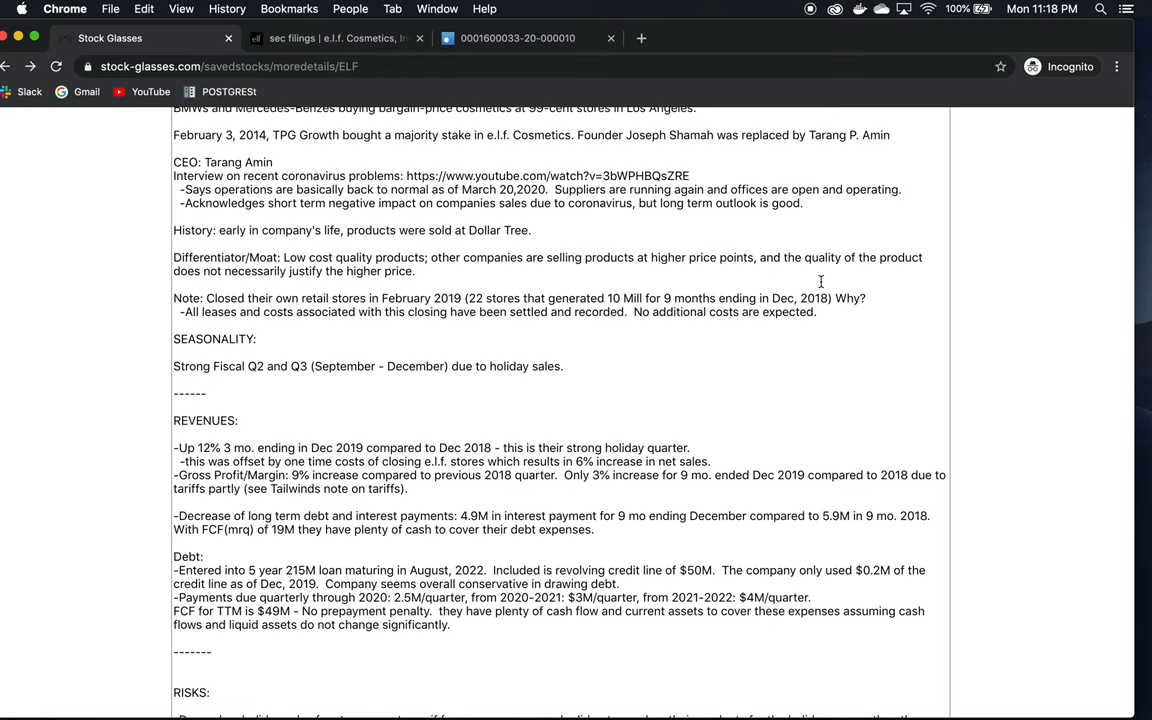 Chrome File Edit View History Bookmarks People Tab Window Help 100% Mon 11:18 PM
Stock Glasses sec filings | e.l.f. Cosmetics, In 0001600033-20-000010
stock-glasses.com/savedstocks/moredetails/ELF Incognito
Slack Gmail YouTube POSTGRESt
BMWs and Mercedes-Benzes buying bargain-price cosmetics at 99-cent stores in Los Angeles.
February 3, 2014, TPG Growth bought a majority stake in e.l.f. Cosmetics. Founder Joseph Shamah was replaced by Tarang P. Amin
CEO: Tarang Amin
Interview on recent coronavirus problems: https://www.youtube.com/watch?v=3bWPHBQsZRE
-Says operations are basically back to normal as of March 20,2020. Suppliers are running again and offices are open and operating.
-Acknowledges short term negative impact on companies sales due to coronavirus, but long term outlook is good.
History: early in company's life, products were sold at Dollar Tree.
Differentiator/Moat: Low cost quality products; other companies are selling products at higher price points, and the quality of the product
does not necessarily justify the higher price.
Note: Closed their own retail stores in February 2019 (22 stores that generated 10 Mill for 9 months ending in Dec, 2018) Why?
-All leases and costs associated with this closing have been settled and recorded. No additional costs are expected.
SEASONALITY:
Strong Fiscal Q2 and Q3 (September - December) due to holiday sales.
------
REVENUES:
-Up 12% 3 mo. ending in Dec 2019 compared to Dec 2018 - this is their strong holiday quarter.
-this was offset by one time costs of closing e.l.f. stores which results in 6% increase in net sales.
-Gross Profit/Margin: 9% increase compared to previous 2018 quarter. Only 3% increase for 9 mo. ended Dec 2019 compared to 2018 due to
tariffs partly (see Tailwinds note on tariffs).
-Decrease of long term debt and interest payments: 4.9M in interest payment for 9 mo ending December compared to 5.9M in 9 mo. 2018.
With FCF(mrq) of 19M they have plenty of cash to cover their debt expenses.
Debt:
-Entered into 5 year 215M loan maturing in August, 2022. Included is revolving credit line of $50M. The company only used $0.2M of the
credit line as of Dec, 2019. Company seems overall conservative in drawing debt.
-Payments due quarterly through 2020: 2.5M/quarter, from 2020-2021: $3M/quarter, from 2021-2022: $4M/quarter.
FCF for TTM is $49M - No prepayment penalty. they have plenty of cash flow and current assets to cover these expenses assuming cash
flows and liquid assets do not change significantly.
-------
RISKS: